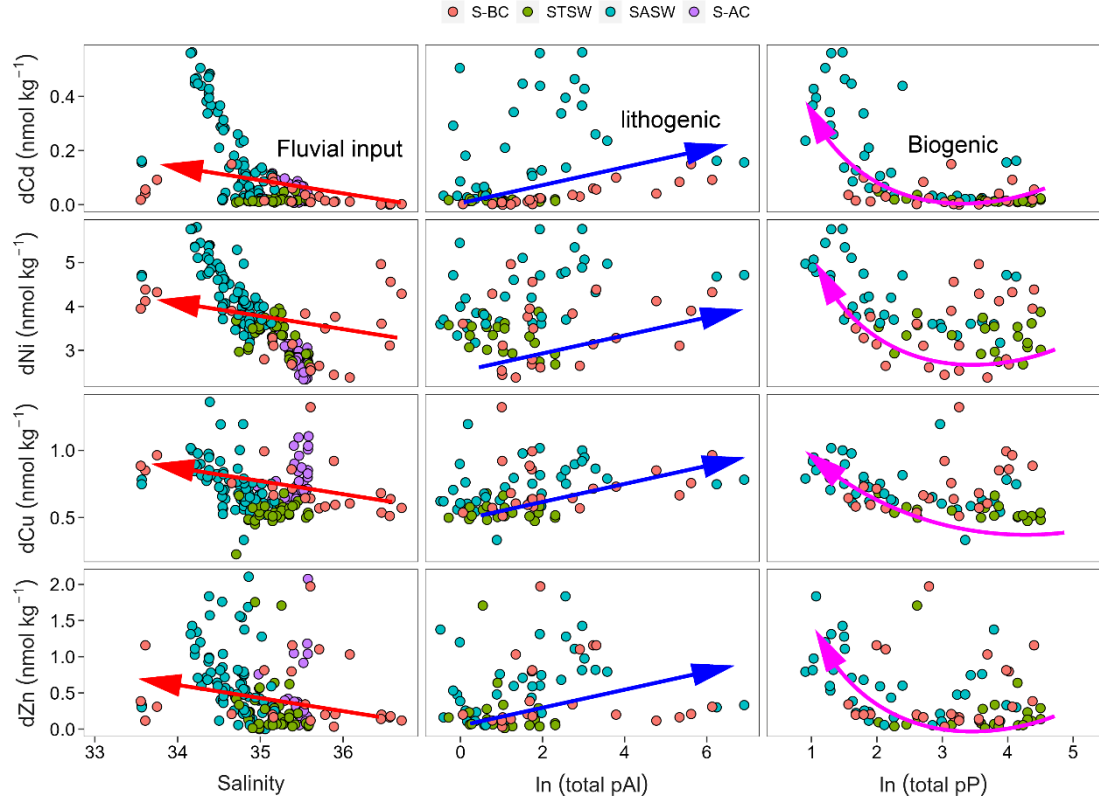 S-BC STSW SASW S-AC
dCd (nmol kg⁻¹)
0.4
0.2
0.0
Fluvial input
lithogenic
Biogenic
dNi (nmol kg⁻¹)
5
4
3
dCu (nmol kg⁻¹)
1.0
0.5
dZn (nmol kg⁻¹)
2.0
1.5
1.0
0.5
0.0
33 34 35 36
0 2 4 6
1 2 3 4 5
Salinity
ln (total pAl)
ln (total pP)